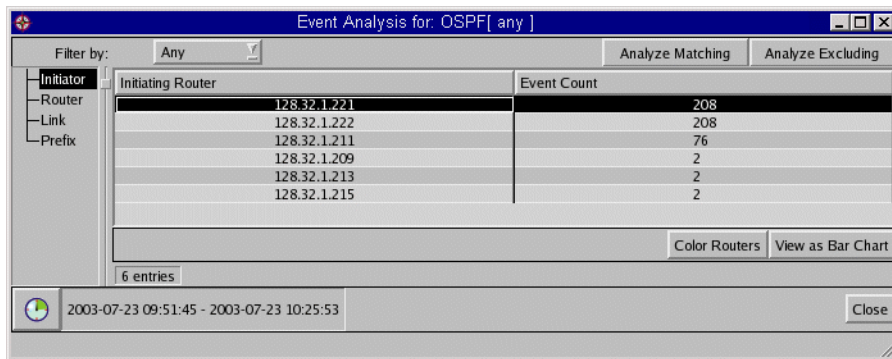 Event Analysis for: OSPF[ any ]
Filter by: Any Analyze Matching Analyze Excluding
Initiator
Router
Link
Prefix
Initiating Router Event Count
128.32.1.221 208
128.32.1.222 208
128.32.1.211 76
128.32.1.209 2
128.32.1.213 2
128.32.1.215 2
Color Routers View as Bar Chart
6 entries
2003-07-23 09:51:45 - 2003-07-23 10:25:53 Close